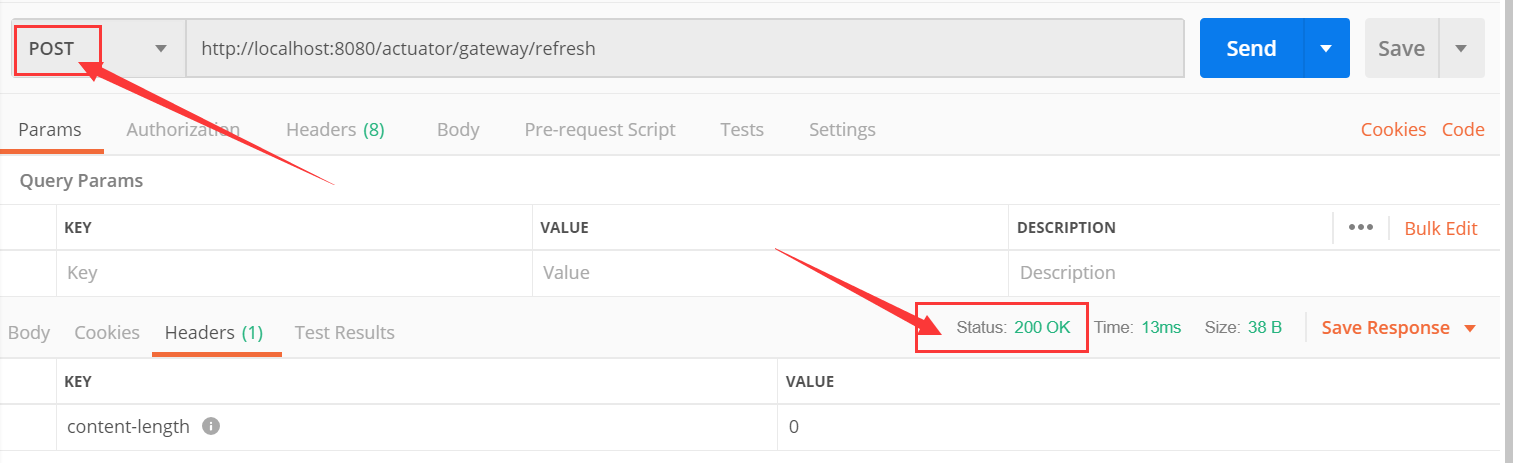 POST http://localhost:8080/actuator/gateway/refresh Send Save
Params Authorization Headers (8) Body Pre-request Script Tests Settings Cookies Code
Query Params
KEY VALUE DESCRIPTION ••• Bulk Edit
Key Value Description
Body Cookies Headers (1) Test Results Status: 200 OK Time: 13ms Size: 38 B Save Response
KEY VALUE
content-length 0